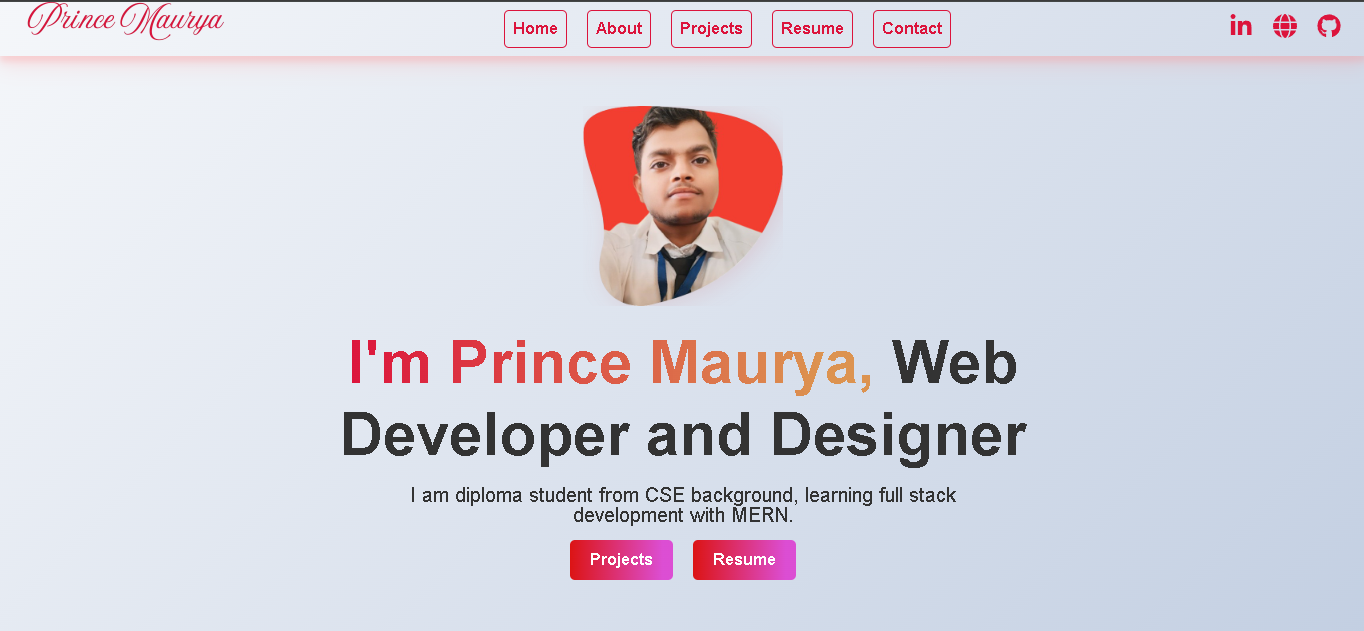 Prince Maurya
Home About Projects Resume Contact
I'm Prince Maurya, Web
Developer and Designer
I am diploma student from CSE background, learning full stack
development with MERN.
Projects Resume